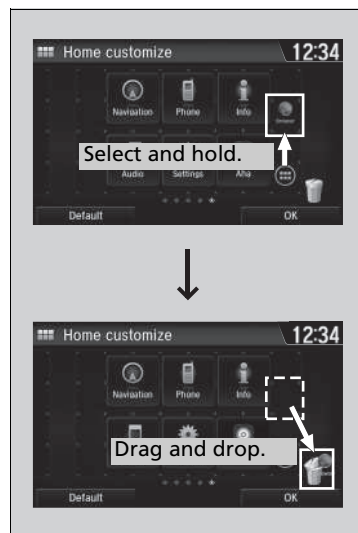 Home customize
12:34
Navigation
Phone
Info
Select and hold.
Audio
Settings
Aha
Default
OK
Home customize
12:34
Navigation
Phone
Info
Drag and drop.
Default
OK